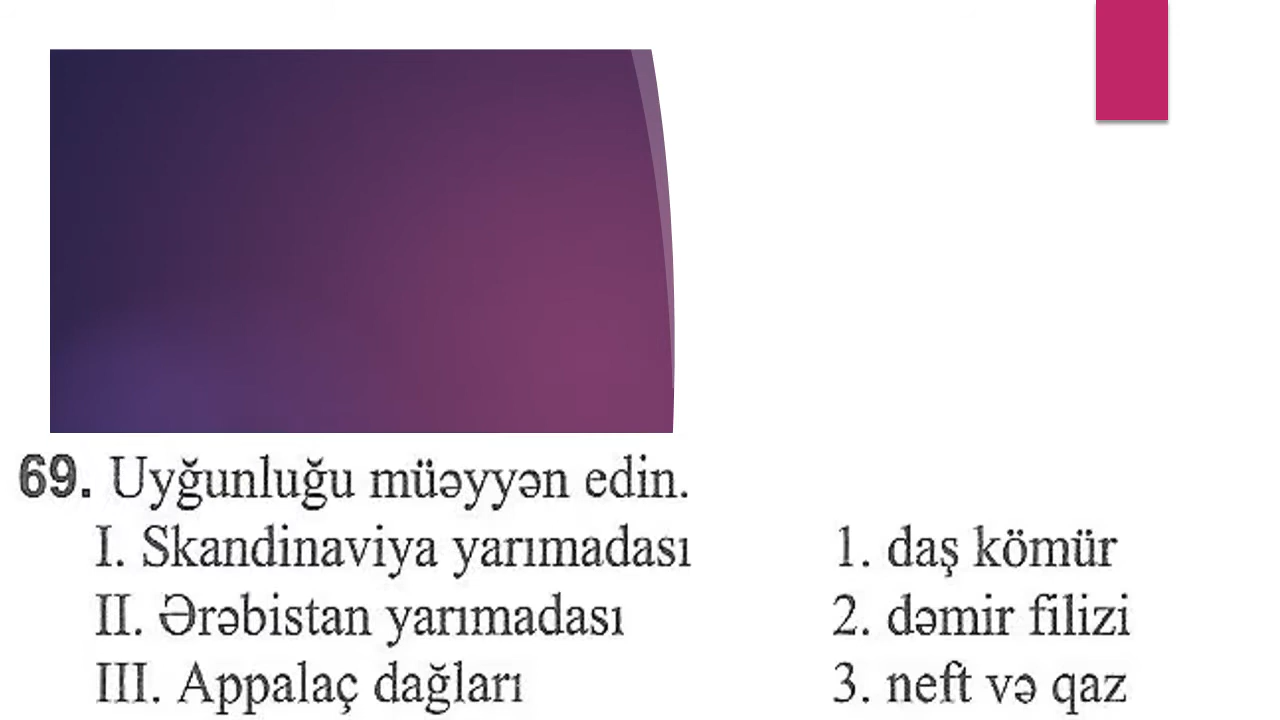 69. Uyğunluğu müəyyən edin.
I. Skandinaviya yarımadası 1. daş kömür
II. Ərəbistan yarımadası 2. dəmir filizi
III. Appalaç dağları 3. neft və qaz